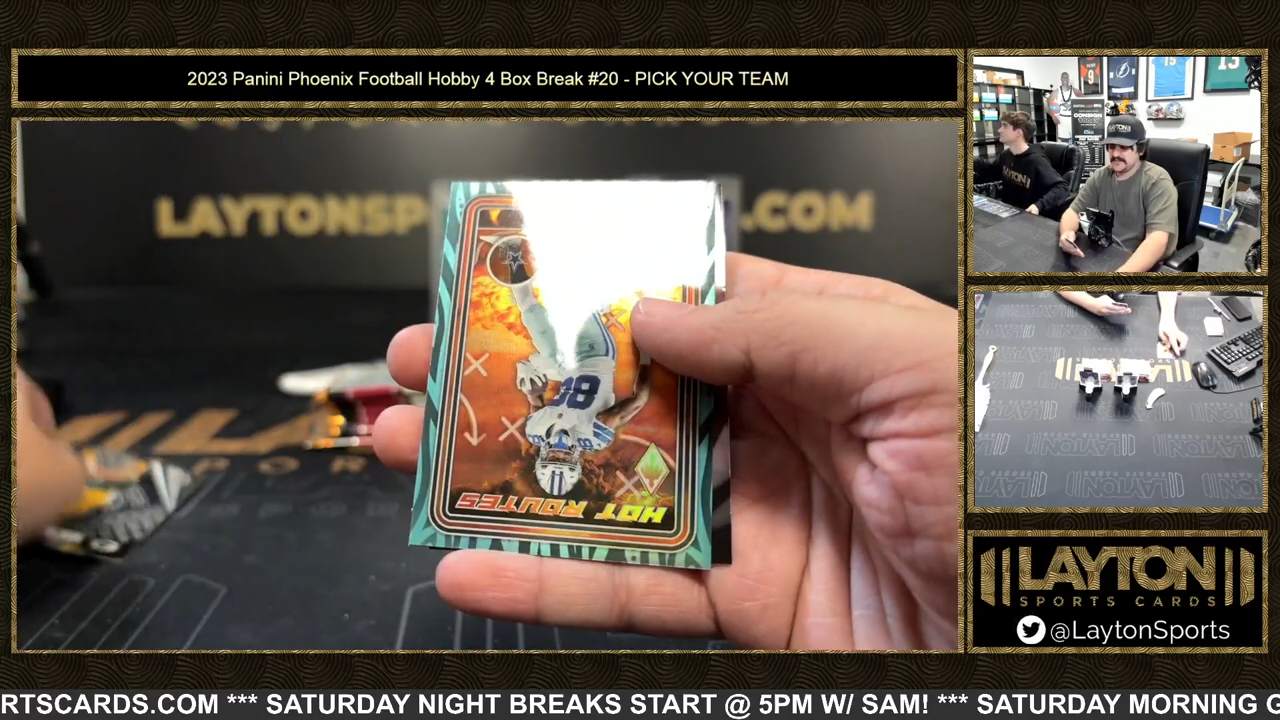 2023 Panini Phoenix Football Hobby 4 Box Break #20 - PICK YOUR TEAM
LAYTONSP .COM
88
HOT ROUTES
LAYTON
SPORTS CARDS
@LaytonSports
RTSCARDS.COM *** SATURDAY NIGHT BREAKS START @ 5PM W/ SAM! *** SATURDAY MORNING G